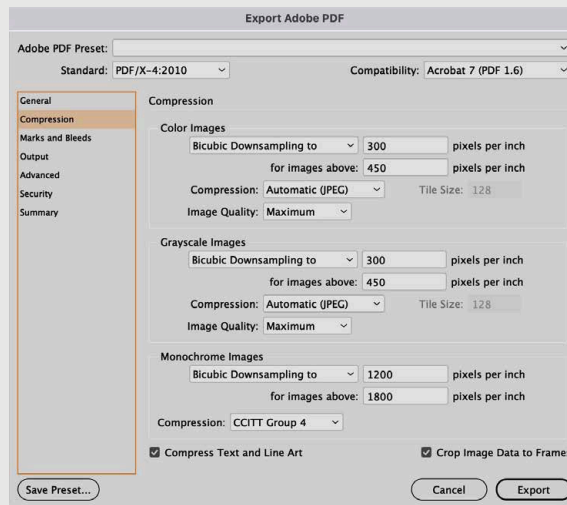 Export Adobe PDF
Adobe PDF Preset:
Standard: PDF/X-4:2010 Compatibility: Acrobat 7 (PDF 1.6)
General
Compression
Marks and Bleeds
Output
Advanced
Security
Summary
Compression
Color Images
Bicubic Downsampling to 300 pixels per inch
for images above: 450 pixels per inch
Compression: Automatic (JPEG) Tile Size: 128
Image Quality: Maximum
Grayscale Images
Bicubic Downsampling to 300 pixels per inch
for images above: 450 pixels per inch
Compression: Automatic (JPEG) Tile Size: 128
Image Quality: Maximum
Monochrome Images
Bicubic Downsampling to 1200 pixels per inch
for images above: 1800 pixels per inch
Compression: CCITT Group 4
Compress Text and Line Art Crop Image Data to Frame
Save Preset... Cancel Export